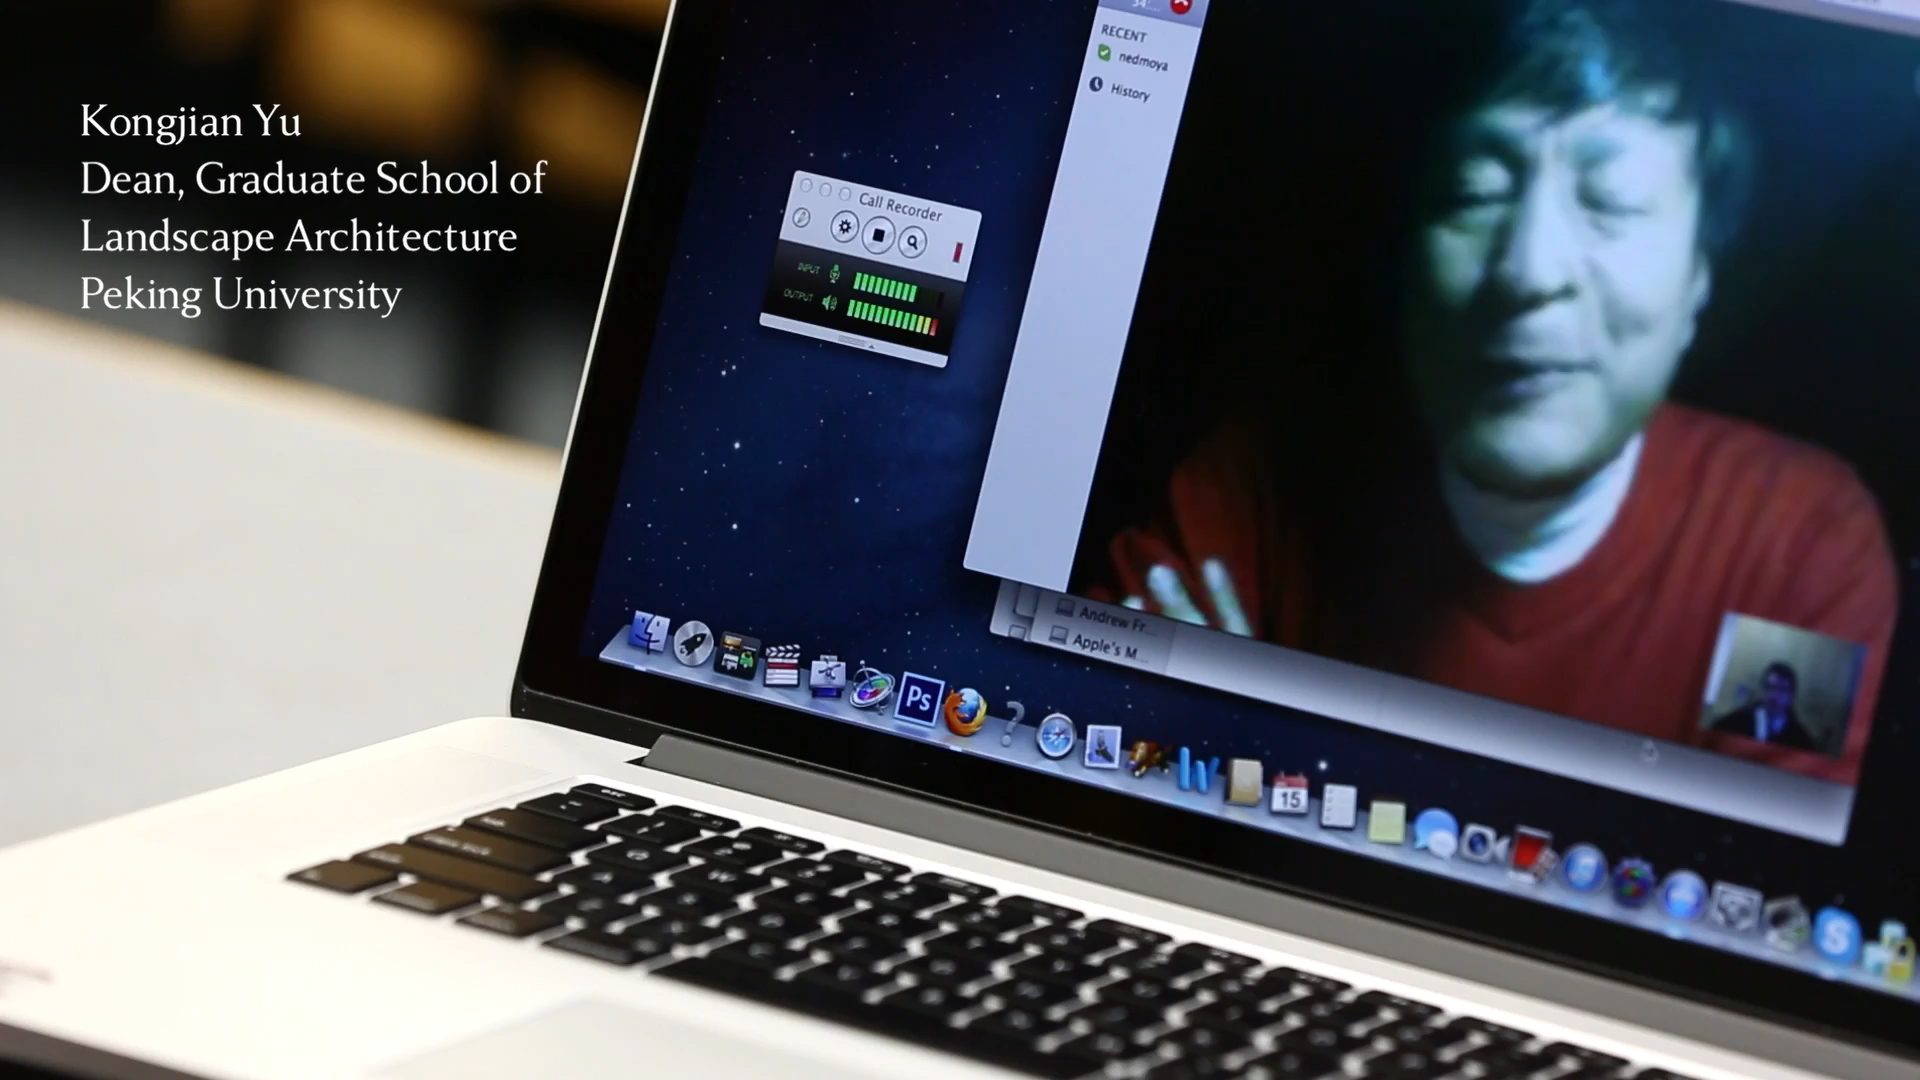 Kongjian Yu
Dean, Graduate School of
Landscape Architecture
Peking University
RECENT
nedmoya
History
Call Recorder
INPUT
OUTPUT
Andrew Fr...
Apple's M...
Ps
15
esc